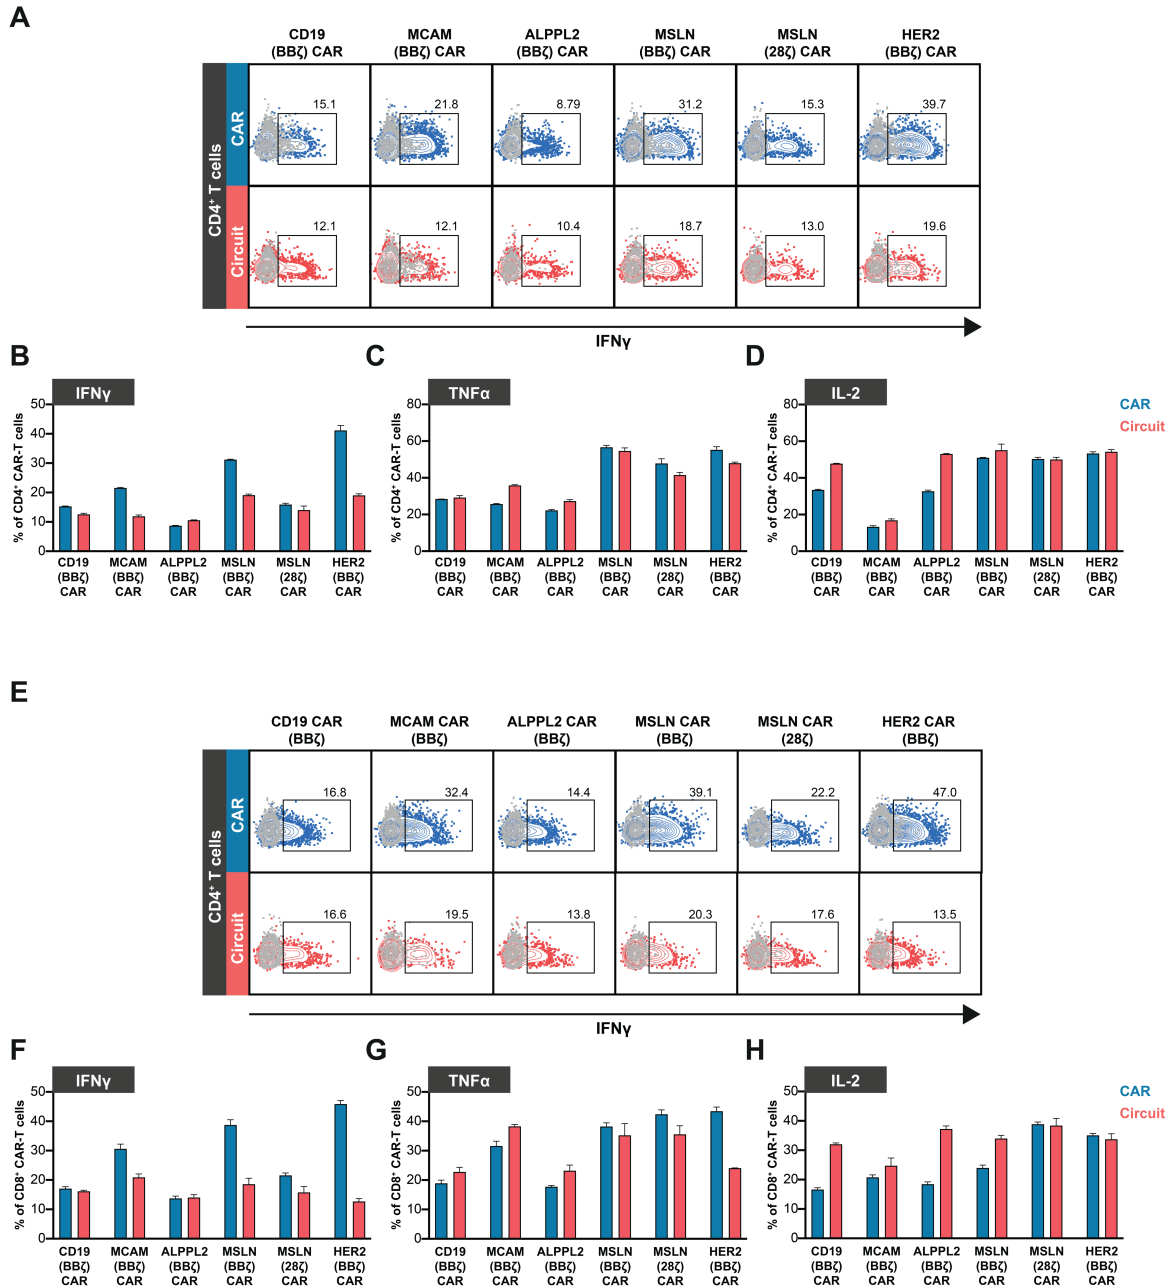 A
CD19 (BBζ) CAR
MCAM (BBζ) CAR
ALPPL2 (BBζ) CAR
MSLN (BBζ) CAR
MSLN (28ζ) CAR
HER2 (BBζ) CAR
CD4⁺ T cells
CAR
15.1 21.8 8.79 31.2 15.3 39.7
Circuit
12.1 12.1 10.4 18.7 13.0 19.6
IFNγ
B
IFNγ
% of CD4⁺ CAR-T cells
50
40
30
20
10
0
CD19 (BBζ) CAR
MCAM (BBζ) CAR
ALPPL2 (BBζ) CAR
MSLN (BBζ) CAR
MSLN (28ζ) CAR
HER2 (BBζ) CAR
C
TNFα
% of CD4⁺ CAR-T cells
80
60
40
20
0
CD19 (BBζ) CAR
MCAM (BBζ) CAR
ALPPL2 (BBζ) CAR
MSLN (BBζ) CAR
MSLN (28ζ) CAR
HER2 (BBζ) CAR
D
IL-2
% of CD4⁺ CAR-T cells
80
60
40
20
0
CD19 (BBζ) CAR
MCAM (BBζ) CAR
ALPPL2 (BBζ) CAR
MSLN (BBζ) CAR
MSLN (28ζ) CAR
HER2 (BBζ) CAR
CAR
Circuit
E
CD19 CAR (BBζ)
MCAM CAR (BBζ)
ALPPL2 CAR (BBζ)
MSLN CAR (BBζ)
MSLN CAR (28ζ)
HER2 CAR (BBζ)
CD4⁺ T cells
CAR
16.8 32.4 14.4 39.1 22.2 47.0
Circuit
16.6 19.5 13.8 20.3 17.6 13.5
IFNγ
F
IFNγ
% of CD8⁺ CAR-T cells
50
40
30
20
10
0
CD19 (BBζ) CAR
MCAM (BBζ) CAR
ALPPL2 (BBζ) CAR
MSLN (BBζ) CAR
MSLN (28ζ) CAR
HER2 (BBζ) CAR
G
TNFα
% of CD8⁺ CAR-T cells
50
40
30
20
10
0
CD19 (BBζ) CAR
MCAM (BBζ) CAR
ALPPL2 (BBζ) CAR
MSLN (BBζ) CAR
MSLN (28ζ) CAR
HER2 (BBζ) CAR
H
IL-2
% of CD8⁺ CAR-T cells
50
40
30
20
10
0
CD19 (BBζ) CAR
MCAM (BBζ) CAR
ALPPL2 (BBζ) CAR
MSLN (BBζ) CAR
MSLN (28ζ) CAR
HER2 (BBζ) CAR
CAR
Circuit